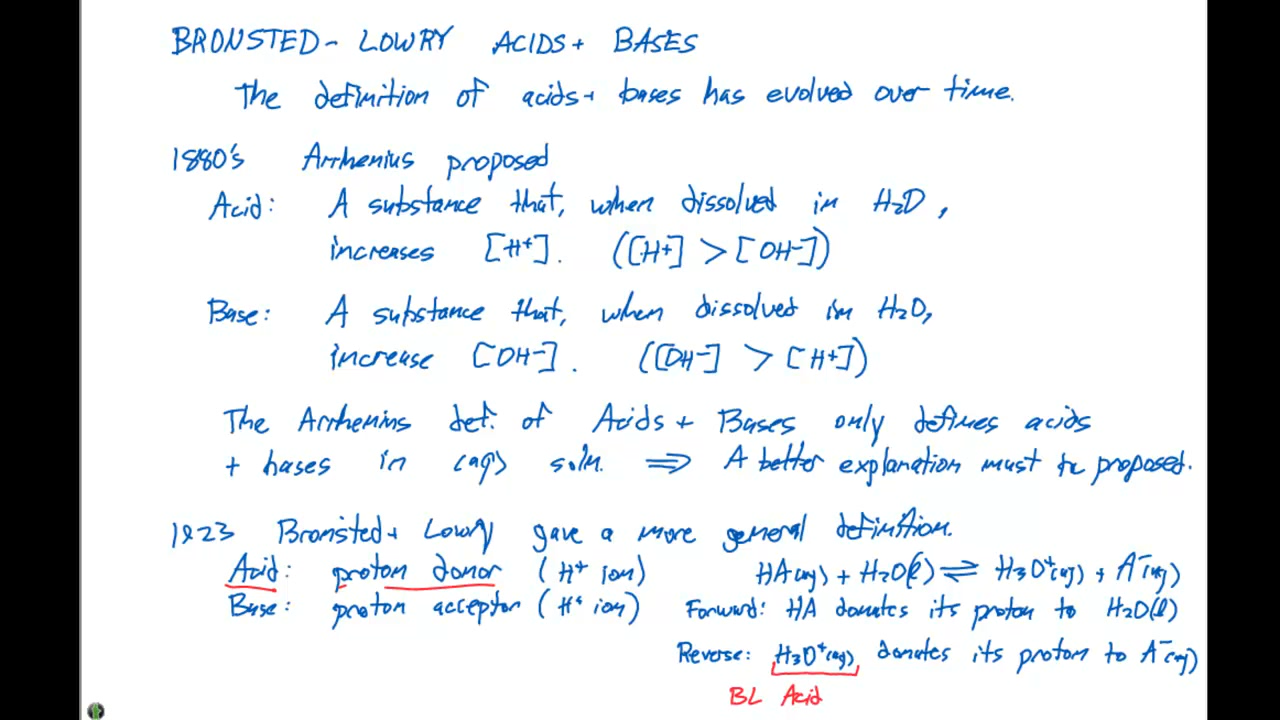 BRONSTED-LOWRY ACIDS + BASES
The definition of acids + bases has evolved over time.
1880's Arrhenius proposed
Acid: A substance that, when dissolved in H₂O,
increases [H⁺]. ([H⁺] > [OH⁻])
Base: A substance that, when dissolved in H₂O,
increase [OH⁻]. ([OH⁻] > [H⁺])
The Arrhenius def. of Acids + Bases only defines acids
+ bases in (aq) soln. ⇒ A better explanation must be proposed.
1923 Bronsted + Lowry gave a more general definition.
Acid: proton donor (H⁺ ion) HA(aq) + H₂O(l) ⇌ H₃O⁺(aq) + A⁻(aq)
Base: proton acceptor (H⁺ ion) Forward: HA donates its proton to H₂O(l)
Reverse: H₃O⁺(aq) donates its proton to A⁻(aq)
BL Acid